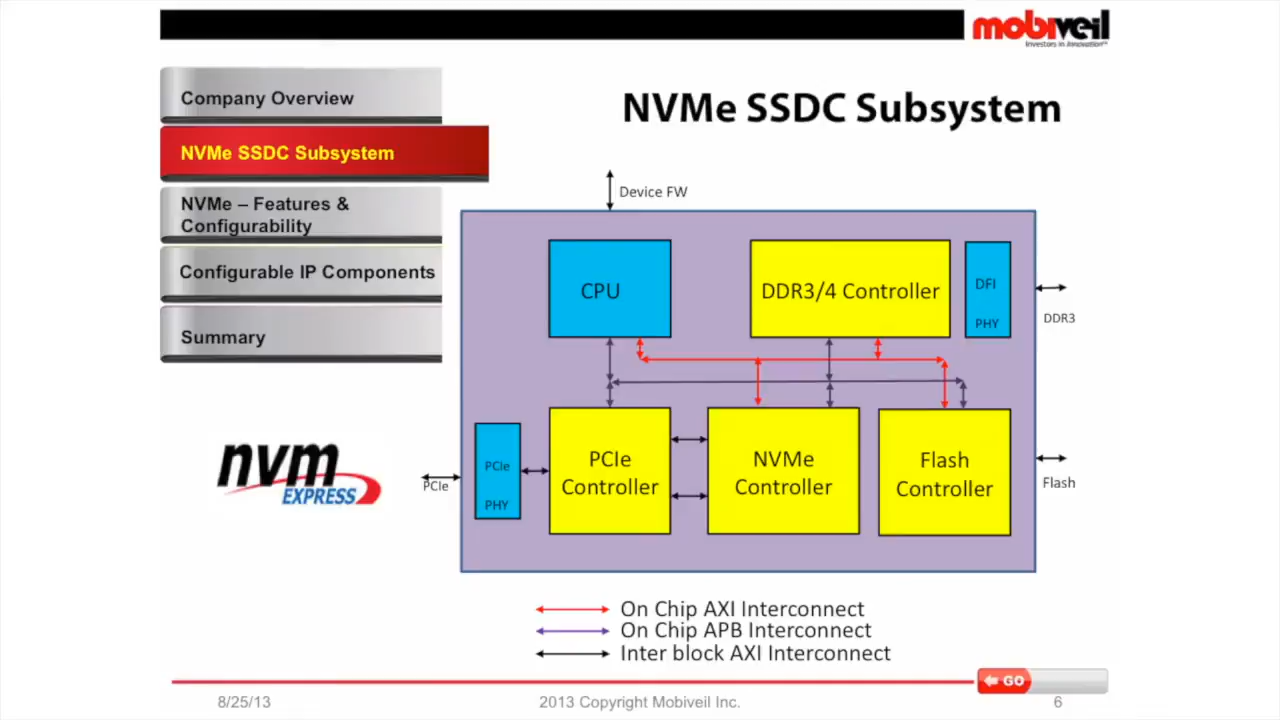 mobiveil
Investors in Innovation™
Company Overview
NVMe SSDC Subsystem
NVMe – Features &
Configurability
Configurable IP Components
Summary
NVMe SSDC Subsystem
Device FW
CPU
DDR3/4 Controller
DFI
PHY
DDR3
PCIe
PCIe
PHY
PCIe
Controller
NVMe
Controller
Flash
Controller
Flash
nvm
EXPRESS
On Chip AXI Interconnect
On Chip APB Interconnect
Inter block AXI Interconnect
GO
8/25/13
2013 Copyright Mobiveil Inc.
6